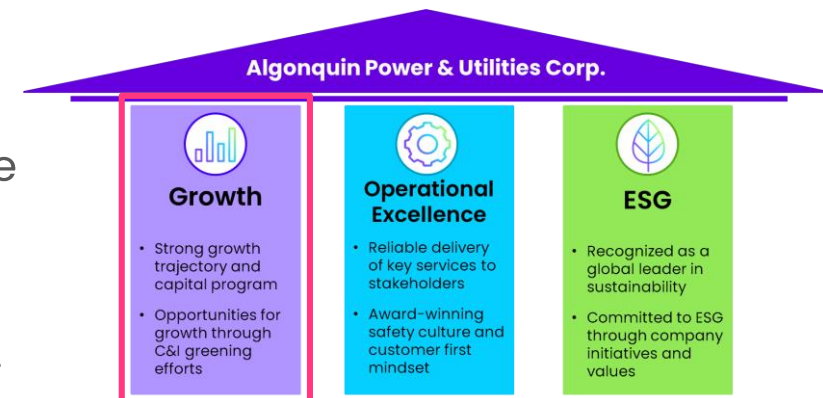 Algonquin Power & Utilities Corp.
e
Growth
• Strong growth
trajectory and
capital program
• Opportunities for
growth through
C&I greening
efforts
Operational
Excellence
• Reliable delivery
of key services to
stakeholders
• Award-winning
safety culture and
customer first
mindset
ESG
• Recognized as a
global leader in
sustainability
• Committed to ESG
through company
initiatives and
values